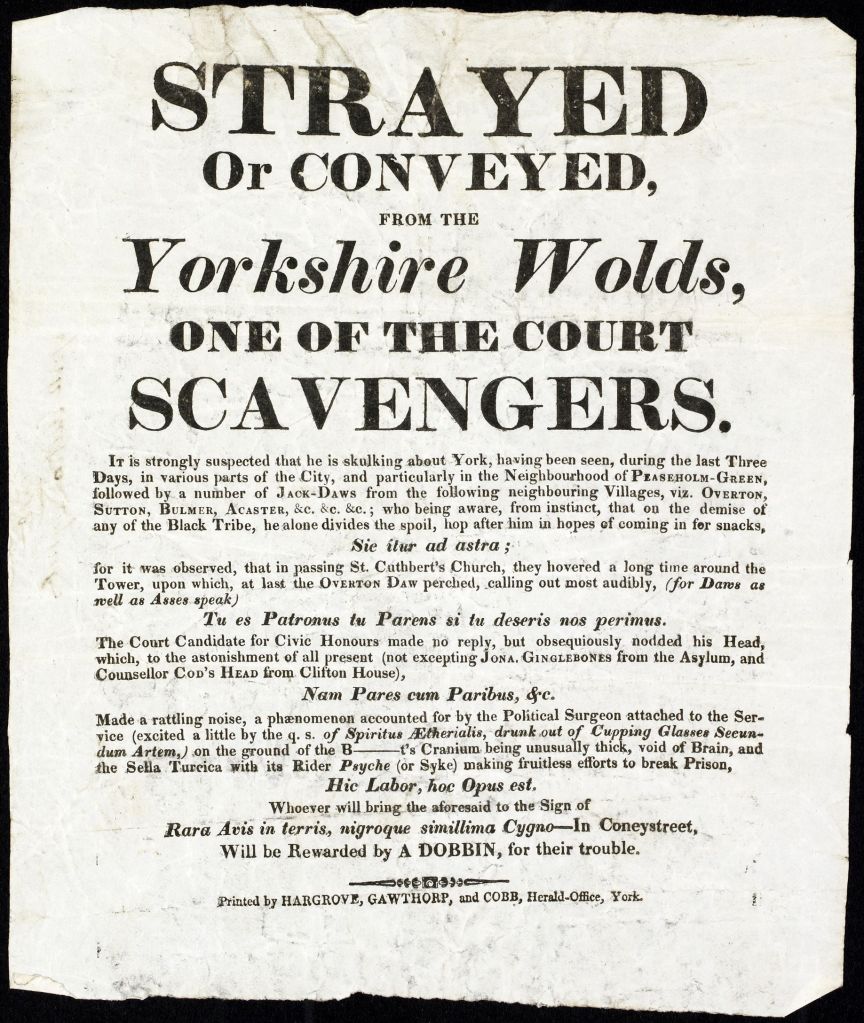 STRAYED
Or CONVEYED,
FROM THE
Yorkshire Wolds,
ONE OF THE COURT
SCAVENGERS.
IT is strongly suspected that he is skulking about York, having been seen, during the last Three
Days, in various parts of the City, and particularly in the Neighbourhood of PEASEHOLM-GREEN,
followed by a number of JACK-DAWS from the following neighbouring Villages, viz. OVERTON,
SUTTON, BULMER, ACASTER, &c. &c. &c.; who being aware, from instinct, that on the demise of
any of the Black Tribe, he alone divides the spoil, hop after him in hopes of coming in for snacks,
Sic itur ad astra;
for it was observed, that in passing St. Cuthbert's Church, they hovered a long time around the
Tower, upon which, at last the OVERTON DAW perched, calling out most audibly, (for Daws as
well as Asses speak)
Tu es Patronus tu Parens si tu deseris nos perimus.
The Court Candidate for Civic Honours made no reply, but obsequiously nodded his Head,
which, to the astonishment of all present (not excepting JONA. GINGLEBONES from the Asylum, and
Counsellor COD'S HEAD from Clifton House),
Nam Pares cum Paribus, &c.
Made a rattling noise, a phænomenon accounted for by the Political Surgeon attached to the Ser-
vice (excited a little by the q. s. of Spiritus Ætherialis, drunk out of Cupping Glasses Secun-
dum Artem,) on the ground of the B——t's Cranium being unusually thick, void of Brain, and
the Sella Turcica with its Rider Psyche (or Syke) making fruitless efforts to break Prison,
Hic Labor, hoc Opus est.
Whoever will bring the aforesaid to the Sign of
Rara Avis in terris, nigroque simillima Cygno—In Coneystreet,
Will be Rewarded by A DOBBIN, for their trouble.
Printed by HARGROVE, GAWTHORP, and COBB, Herald-Office, York.